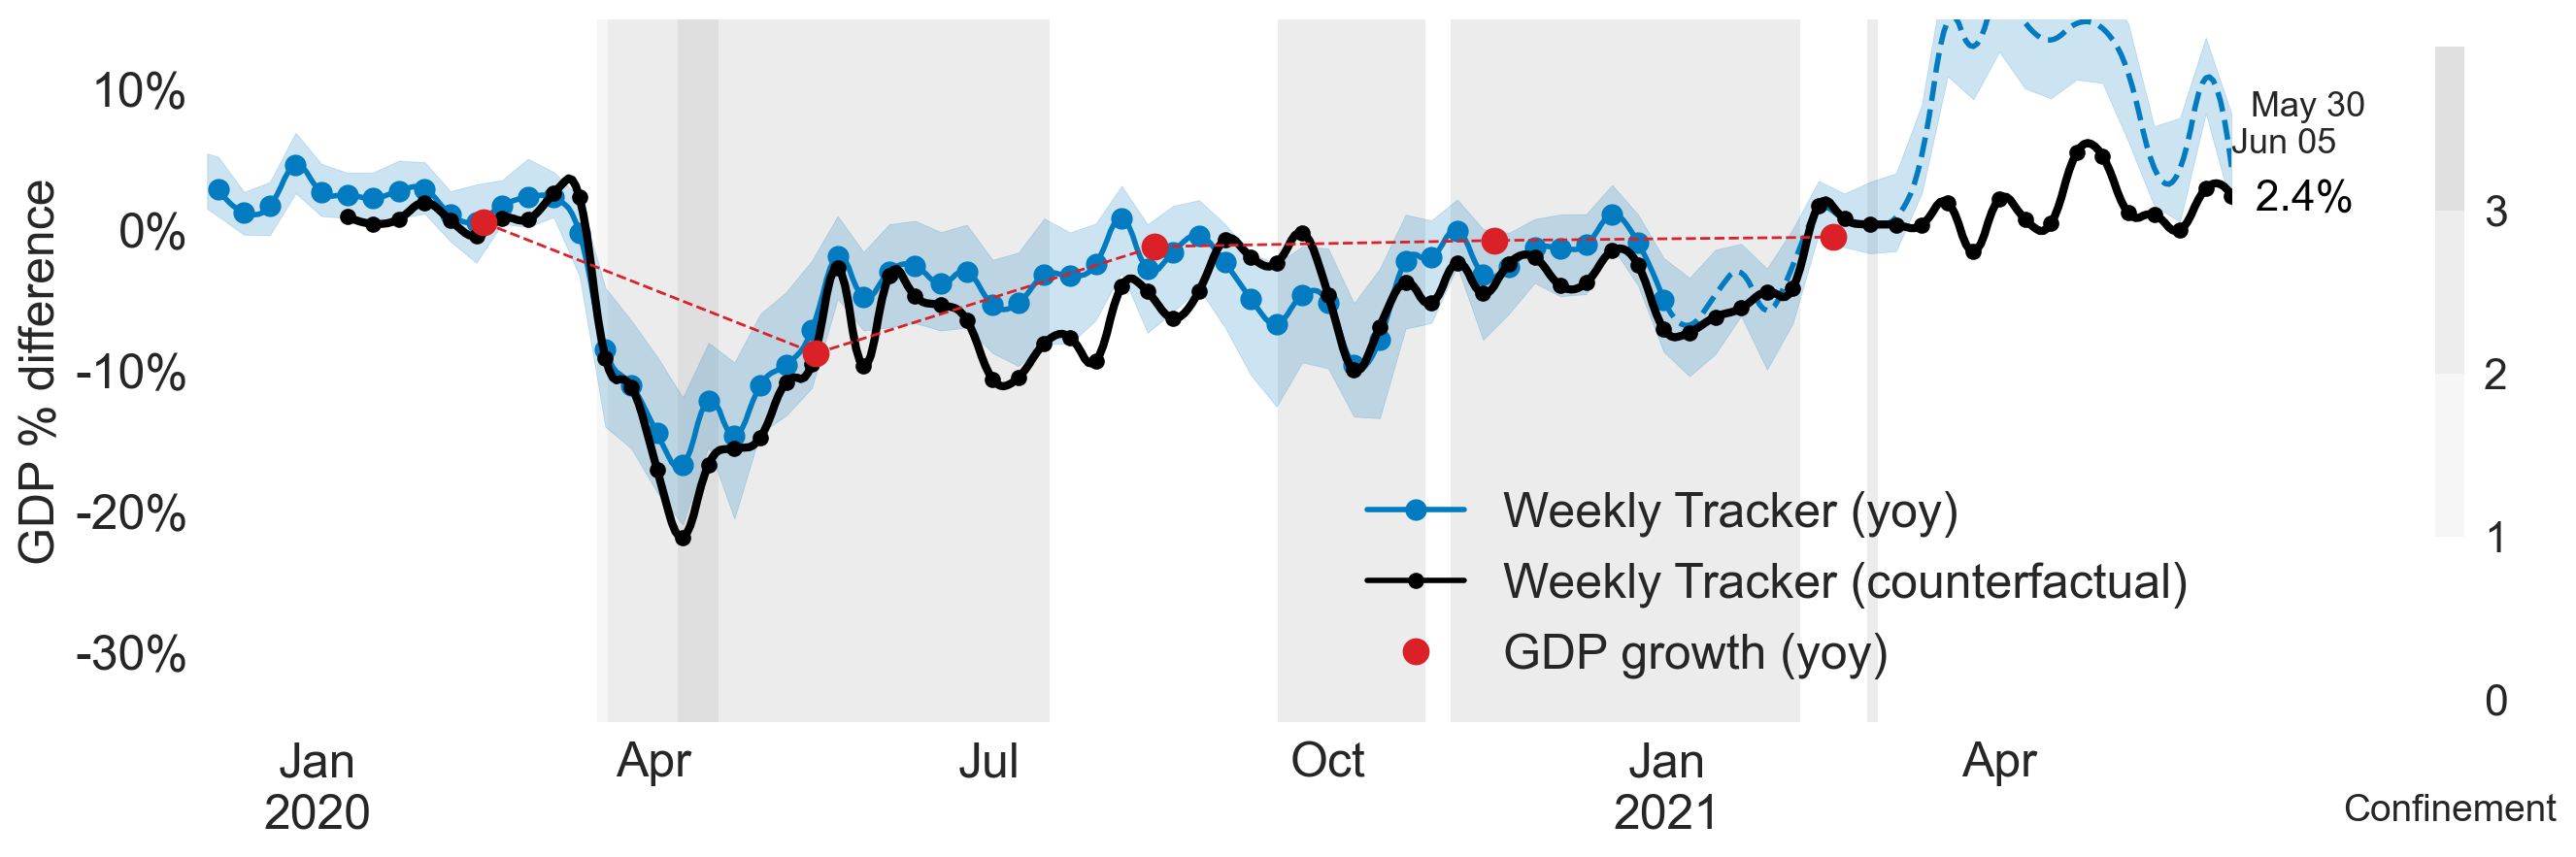 GDP % difference
10%
0%
-10%
-20%
-30%
May 30
Jun 05
2.4%
Weekly Tracker (yoy)
Weekly Tracker (counterfactual)
GDP growth (yoy)
3
2
1
0
Jan
2020
Apr
Jul
Oct
Jan
2021
Apr
Confinement